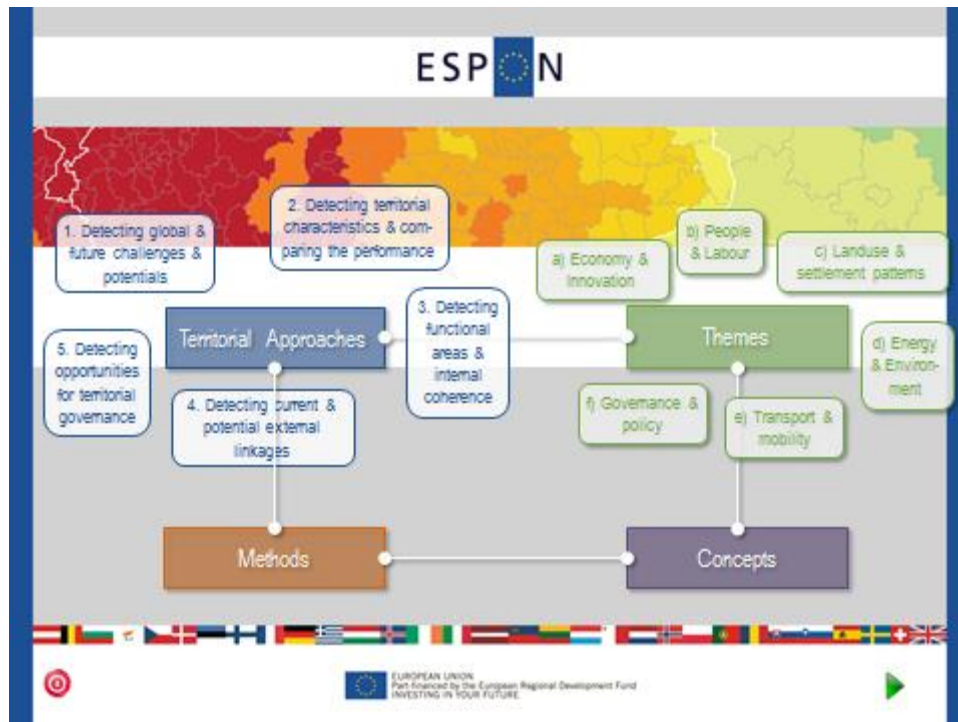 ESPON
1. Detecting global &
future challenges &
potentials
2. Detecting territorial
characteristics & com-
paring the performance
a) Economy &
Innovation
b) People
& Labour
c) Landuse &
settlement patterns
Territorial Approaches
3. Detecting
functional
areas &
internal
coherence
Themes
d) Energy
& Environ-
ment
5. Detecting
opportunities
for territorial
governance
4. Detecting current &
potential external
linkages
f) Governance &
policy
e) Transport &
mobility
Methods
Concepts
EUROPEAN UNION
Part-financed by the European Regional Development Fund
INVESTING IN YOUR FUTURE